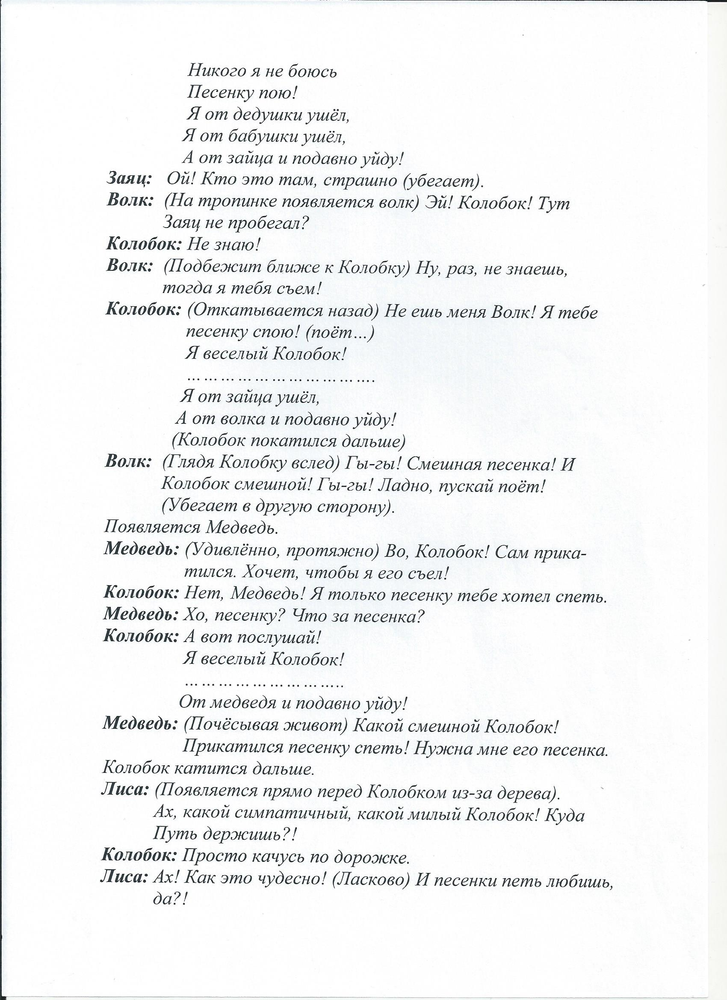 Никого я не боюсь
Песенку пою!
Я от дедушки ушёл,
Я от бабушки ушёл,
А от зайца и подавно уйду!
Заяц: Ой! Кто это там, страшно (убегает).
Волк: (На тропинке появляется волк) Эй! Колобок! Тут
Заяц не пробегал?
Колобок: Не знаю!
Волк: (Подбежит ближе к Колобку) Ну, раз, не знаешь,
тогда я тебя съем!
Колобок: (Откатывается назад) Не ешь меня Волк! Я тебе
песенку спою! (поёт…)
Я веселый Колобок!
… … … … … … … … … … ….
Я от зайца ушёл,
А от волка и подавно уйду!
(Колобок покатился дальше)
Волк: (Глядя Колобку вслед) Гы-гы! Смешная песенка! И
Колобок смешной! Гы-гы! Ладно, пускай поёт!
(Убегает в другую сторону).
Появляется Медведь.
Медведь: (Удивлённо, протяжно) Во, Колобок! Сам прика-
тился. Хочет, чтобы я его съел!
Колобок: Нет, Медведь! Я только песенку тебе хотел спеть.
Медведь: Хо, песенку? Что за песенка?
Колобок: А вот послушай!
Я веселый Колобок!
… … … … … … … … …..
От медведя и подавно уйду!
Медведь: (Почёсывая живот) Какой смешной Колобок!
Прикатился песенку спеть! Нужна мне его песенка.
Колобок катится дальше.
Лиса: (Появляется прямо перед Колобком из-за дерева).
Ах, какой симпатичный, какой милый Колобок! Куда
Путь держишь?!
Колобок: Просто качусь по дорожке.
Лиса: Ах! Как это чудесно! (Ласково) И песенки петь любишь,
да?!